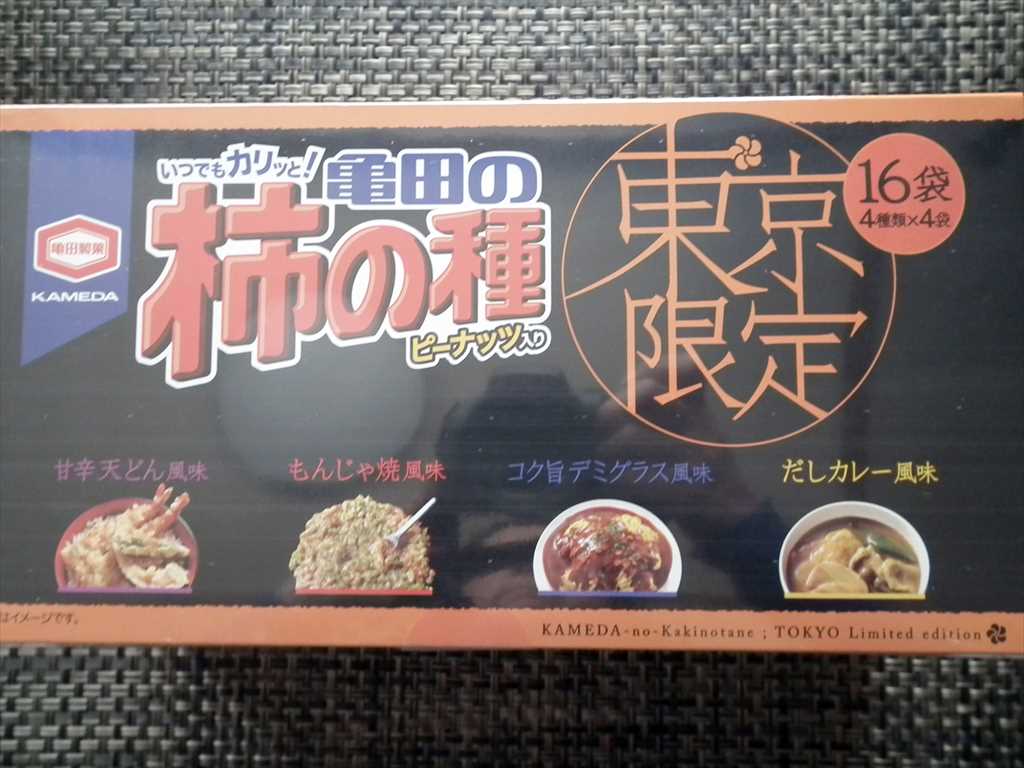 いつでもカリッと!
亀田の
柿の種
ピーナッツ入り
亀田製菓
KAMEDA
東京
限定
16袋
4種類×4袋
甘辛天どん風味
もんじゃ焼風味
コク旨デミグラス風味
だしカレー風味
はイメージです。
KAMEDA-no-Kakinotane ; TOKYO Limited edition